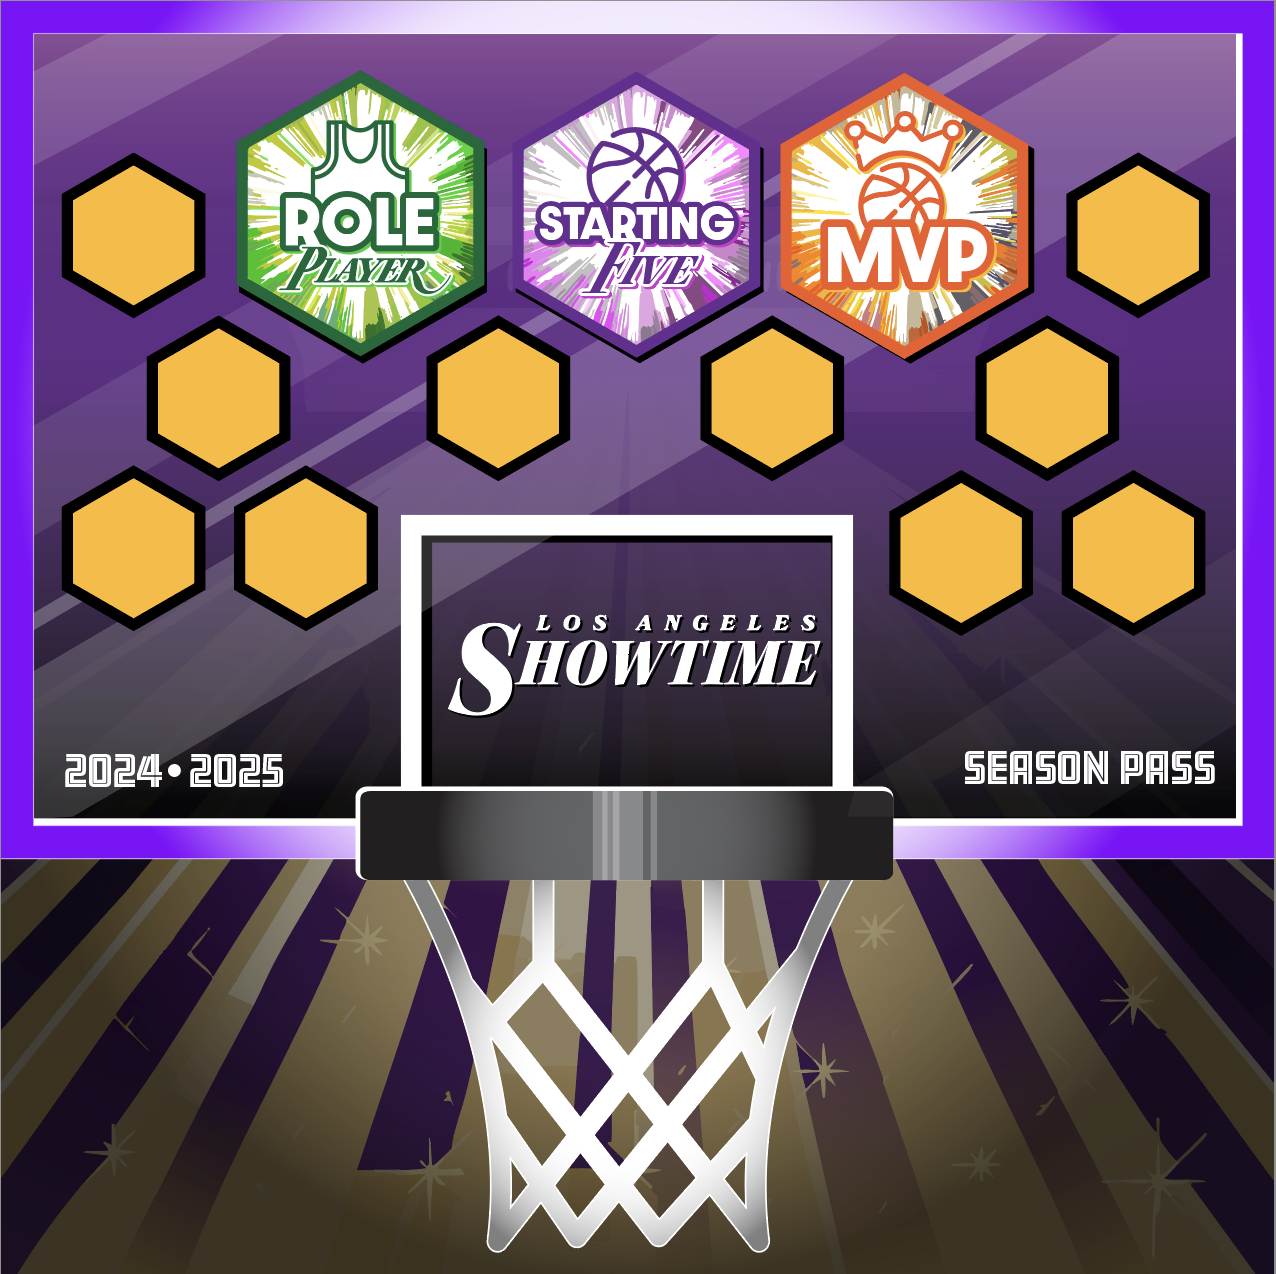 ROLE
PLAYER
STARTING
FIVE
MVP
LOS ANGELES
SHOWTIME
2024•2025
SEASON PASS